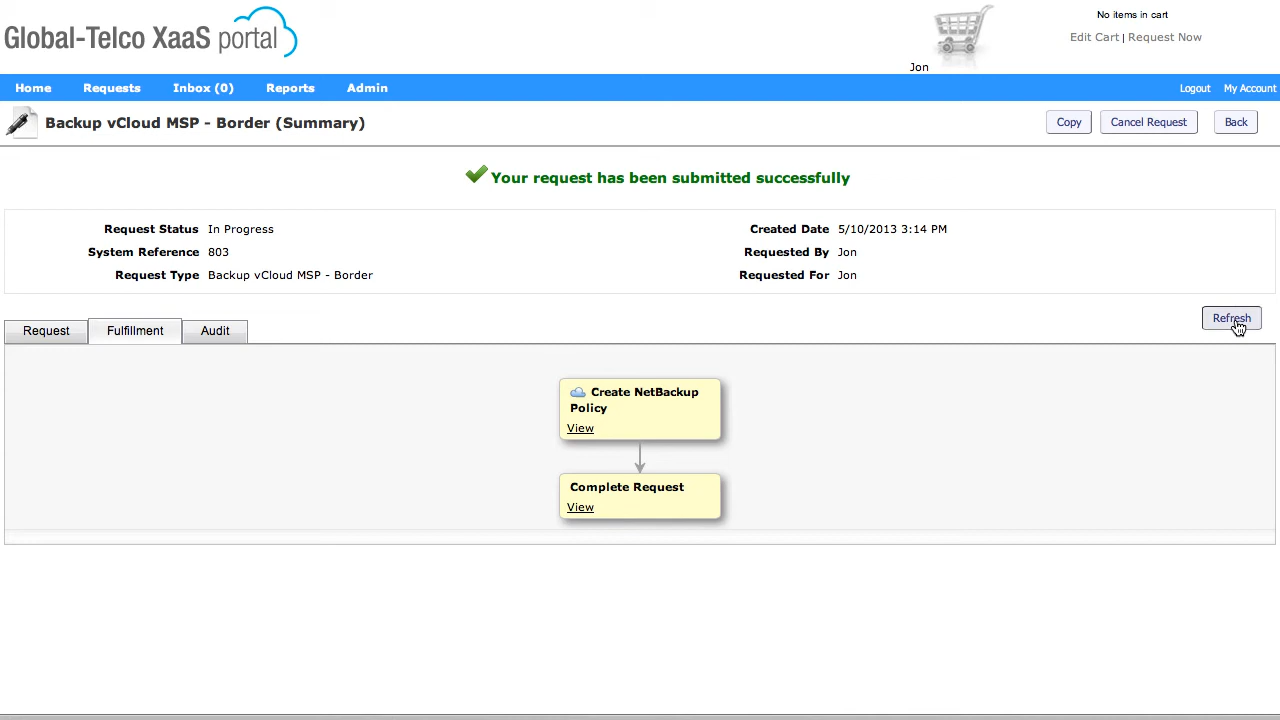 Global-Telco XaaS portal
No items in cart
Edit Cart | Request Now
Jon
Home Requests Inbox (0) Reports Admin Logout My Account
Backup vCloud MSP - Border (Summary) Copy Cancel Request Back
Your request has been submitted successfully
Request Status In Progress Created Date 5/10/2013 3:14 PM
System Reference 803 Requested By Jon
Request Type Backup vCloud MSP - Border Requested For Jon
Refresh
Request Fulfillment Audit
Create NetBackup
Policy
View
Complete Request
View